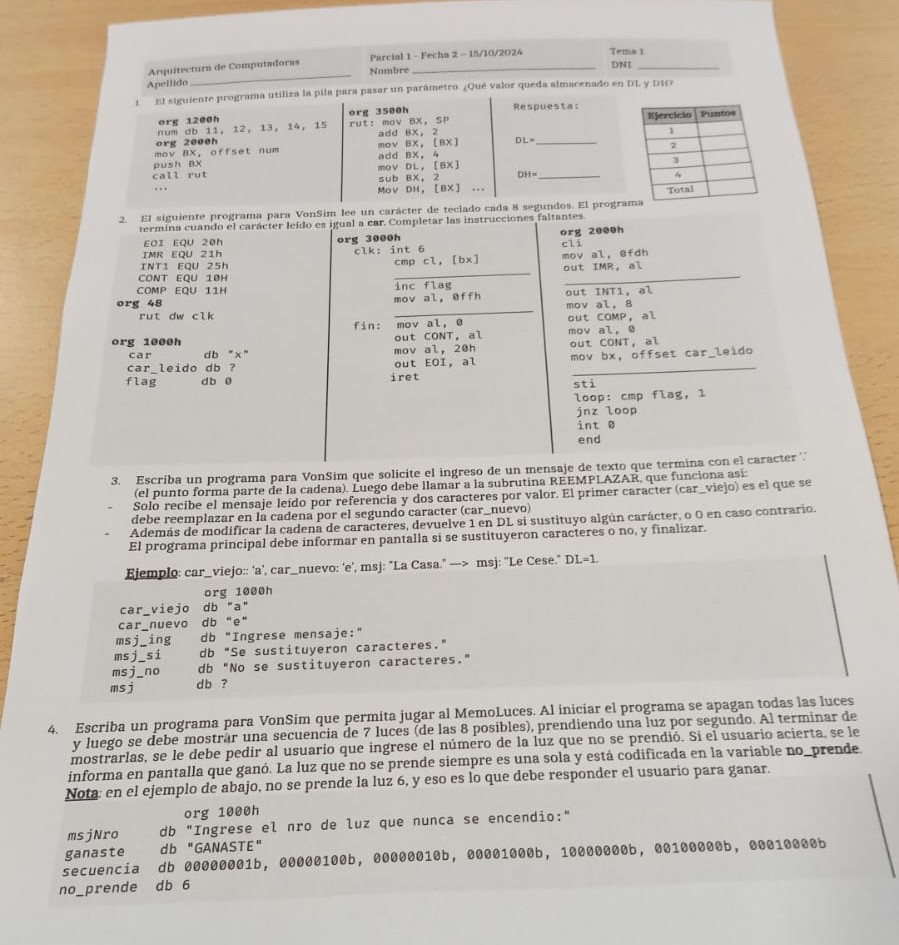 Arquitectura de Computadoras
Parcial 1 - Fecha 2 - 15/10/2024
Tema 1
Apellido
Nombre
DNI
1. El siguiente programa utiliza la pila para pasar un parámetro. ¿Qué valor queda almacenado en DL y DH?
org 1200h
num db 11, 12, 13, 14, 15
org 2000h
mov BX, offset num
push BX
call rut
...
org 3500h
rut: mov BX, SP
add BX, 2
mov BX, [BX]
add BX, 4
mov DL, [BX]
sub BX, 2
Mov DH, [BX] ...
Respuesta:
DL=
DH=
Ejercicio Puntos
1
2
3
4
Total
2. El siguiente programa para VonSim lee un carácter de teclado cada 8 segundos. El programa
termina cuando el carácter leído es igual a car. Completar las instrucciones faltantes.
EOI EQU 20h
IMR EQU 21h
INT1 EQU 25h
CONT EQU 10H
COMP EQU 11H
org 48
rut dw clk
org 1000h
car db "x"
car_leido db ?
flag db 0
org 3000h
clk: int 6
cmp cl, [bx]
inc flag
mov al, 0ffh
fin: mov al, 0
out CONT, al
mov al, 20h
out EOI, al
iret
org 2000h
cli
mov al, 0fdh
out IMR, al
out INT1, al
mov al, 8
out COMP, al
mov al, 0
out CONT, al
mov bx, offset car_leido
sti
loop: cmp flag, 1
jnz loop
int 0
end
3. Escriba un programa para VonSim que solicite el ingreso de un mensaje de texto que termina con el caracter '.'
(el punto forma parte de la cadena). Luego debe llamar a la subrutina REEMPLAZAR, que funciona así:
- Solo recibe el mensaje leído por referencia y dos caracteres por valor. El primer caracter (car_viejo) es el que se
debe reemplazar en la cadena por el segundo caracter (car_nuevo)
- Además de modificar la cadena de caracteres, devuelve 1 en DL si sustituyo algún carácter, o 0 en caso contrario.
El programa principal debe informar en pantalla si se sustituyeron caracteres o no, y finalizar.
Ejemplo: car_viejo:: 'a', car_nuevo: 'e', msj: "La Casa." —> msj: "Le Cese." DL=1.
org 1000h
car_viejo db "a"
car_nuevo db "e"
msj_ing db "Ingrese mensaje:"
msj_si db "Se sustituyeron caracteres."
msj_no db "No se sustituyeron caracteres."
msj db ?
4. Escriba un programa para VonSim que permita jugar al MemoLuces. Al iniciar el programa se apagan todas las luces
y luego se debe mostrar una secuencia de 7 luces (de las 8 posibles), prendiendo una luz por segundo. Al terminar de
mostrarlas, se le debe pedir al usuario que ingrese el número de la luz que no se prendió. Si el usuario acierta, se le
informa en pantalla que ganó. La luz que no se prende siempre es una sola y está codificada en la variable no_prende.
Nota: en el ejemplo de abajo, no se prende la luz 6, y eso es lo que debe responder el usuario para ganar.
org 1000h
msjNro db "Ingrese el nro de luz que nunca se encendio:"
ganaste db "GANASTE"
secuencia db 00000001b, 00000100b, 00000010b, 00001000b, 10000000b, 00100000b, 00010000b
no_prende db 6